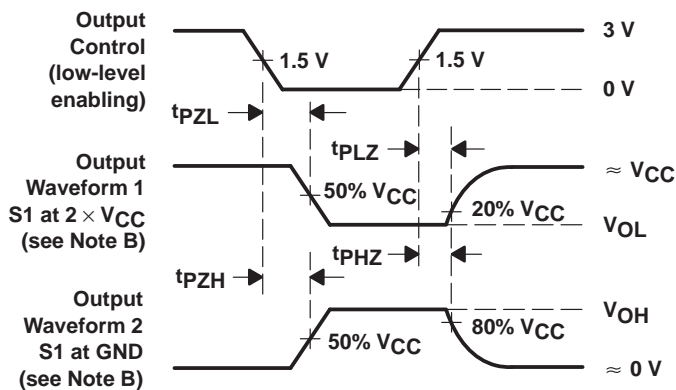 Output
Control
(low-level
enabling)
1.5 V
1.5 V
3 V
0 V
tPZL
tPLZ
Output
Waveform 1
S1 at 2 × VCC
(see Note B)
50% VCC
20% VCC
≈ VCC
VOL
tPZH
tPHZ
Output
Waveform 2
S1 at GND
(see Note B)
50% VCC
80% VCC
VOH
≈ 0 V